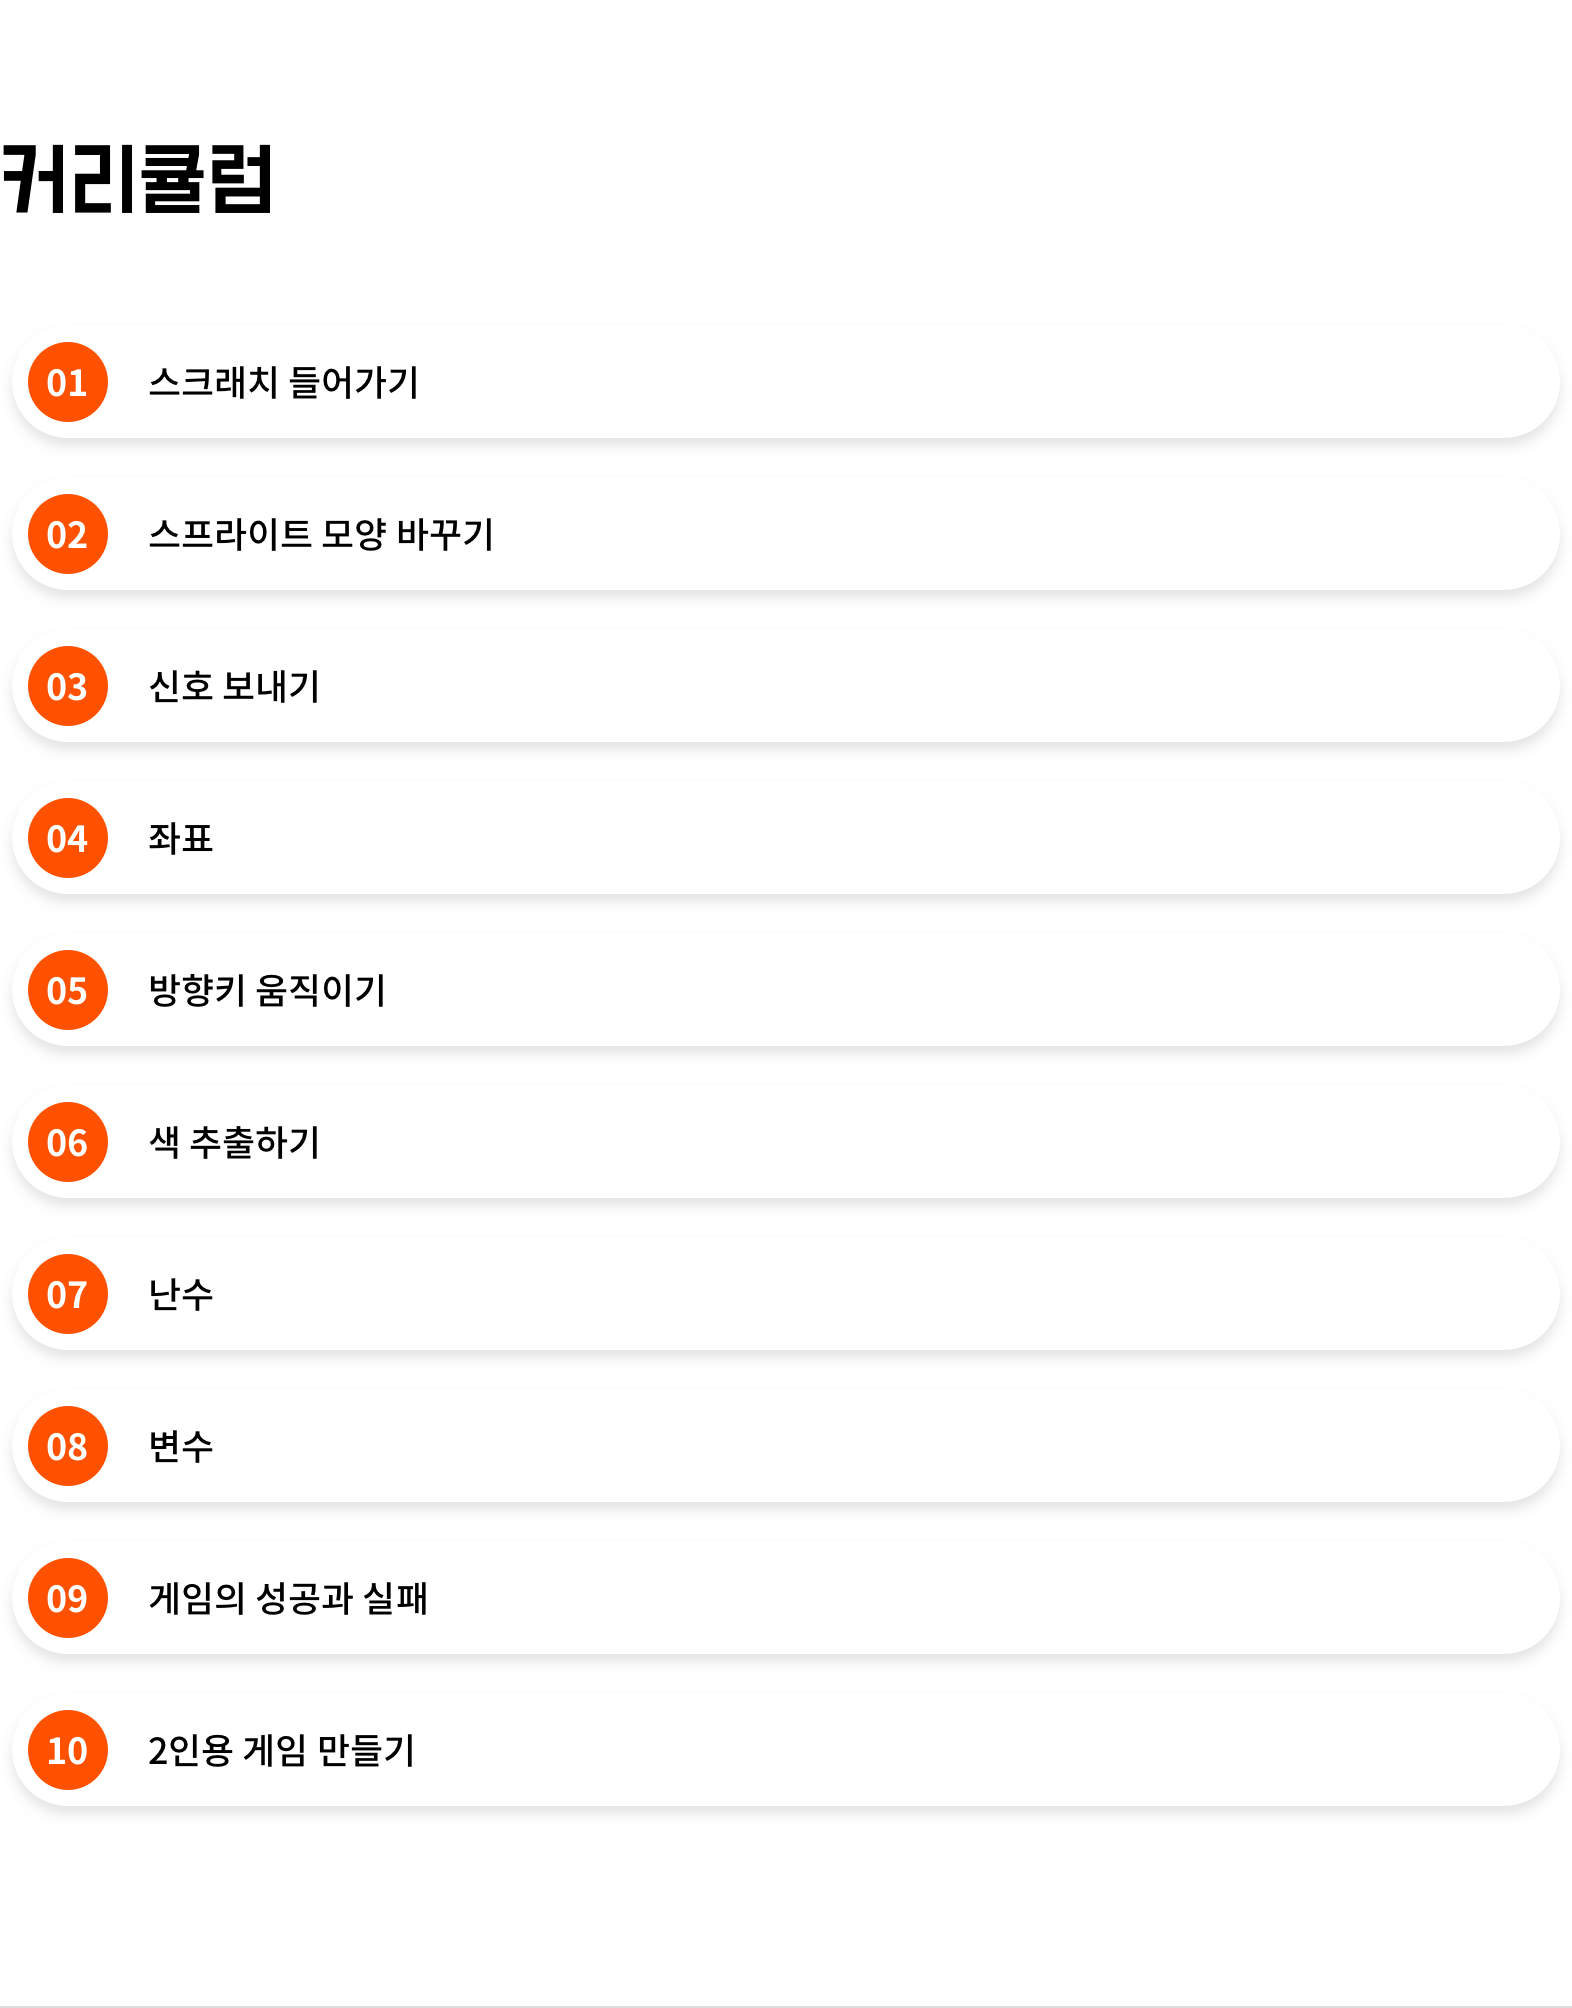 커리큘럼
01 스크래치 들어가기
02 스프라이트 모양 바꾸기
03 신호 보내기
04 좌표
05 방향키 움직이기
06 색 추출하기
07 난수
08 변수
09 게임의 성공과 실패
10 2인용 게임 만들기